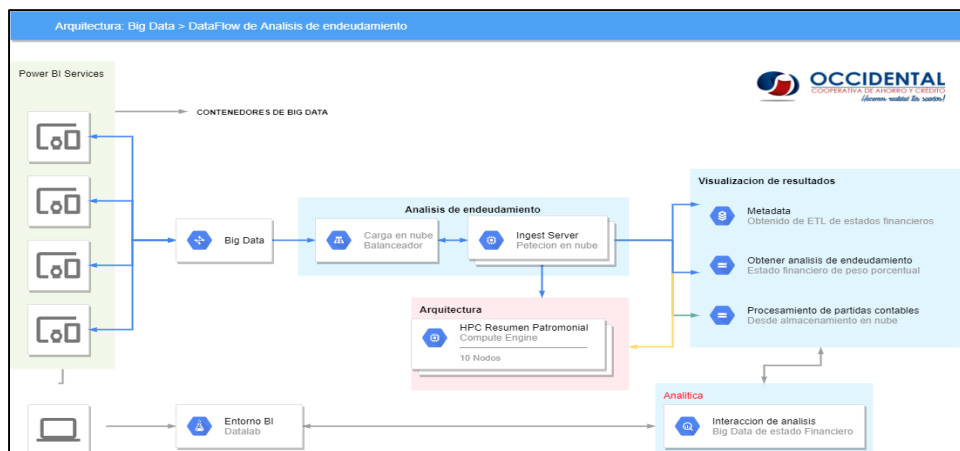 Arquitectura: Big Data > DataFlow de Analisis de endeudamiento
Power BI Services
CONTENEDORES DE BIG DATA
OCCIDENTAL
COOPERATIVA DE AHORRO Y CRÉDITO
¡Hacemos realidad tus sueños!
Analisis de endeudamiento
Big Data
Carga en nube
Balanceador
Ingest Server
Petecion en nube
Visualizacion de resultados
Metadata
Obtenido de ETL de estados financieros
Obtener analisis de endeudamiento
Estado financiero de peso porcentual
Procesamiento de partidas contables
Desde almacenamiento en nube
Arquitectura
HPC Resumen Patromonial
Compute Engine
10 Nodos
Analitica
Interaccion de analisis
Big Data de estado Financiero
Entorno BI
Datalab